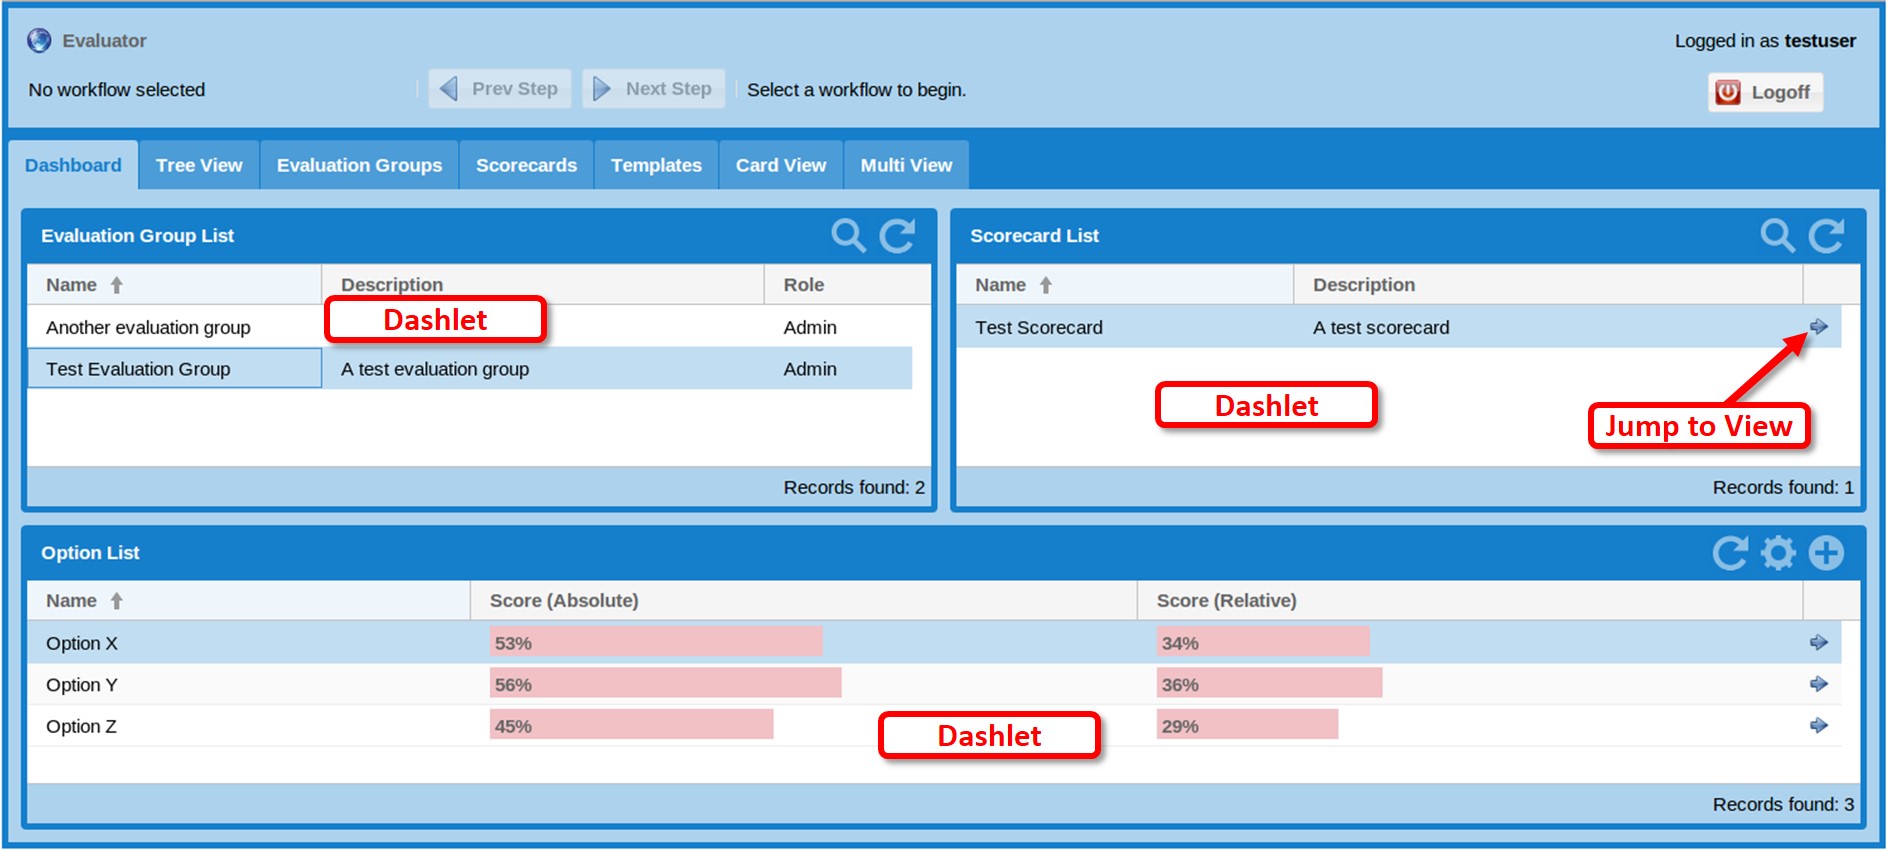 Evaluator
Logged in as testuser
No workflow selected
Prev Step
Next Step
Select a workflow to begin.
Logoff
Dashboard
Tree View
Evaluation Groups
Scorecards
Templates
Card View
Multi View
Evaluation Group List
Name
Description
Role
Dashlet
Another evaluation group
Admin
Test Evaluation Group
A test evaluation group
Admin
Records found: 2
Scorecard List
Name
Description
Test Scorecard
A test scorecard
Dashlet
Jump to View
Records found: 1
Option List
Name
Score (Absolute)
Score (Relative)
Option X
53%
34%
Option Y
56%
36%
Option Z
45%
29%
Dashlet
Records found: 3